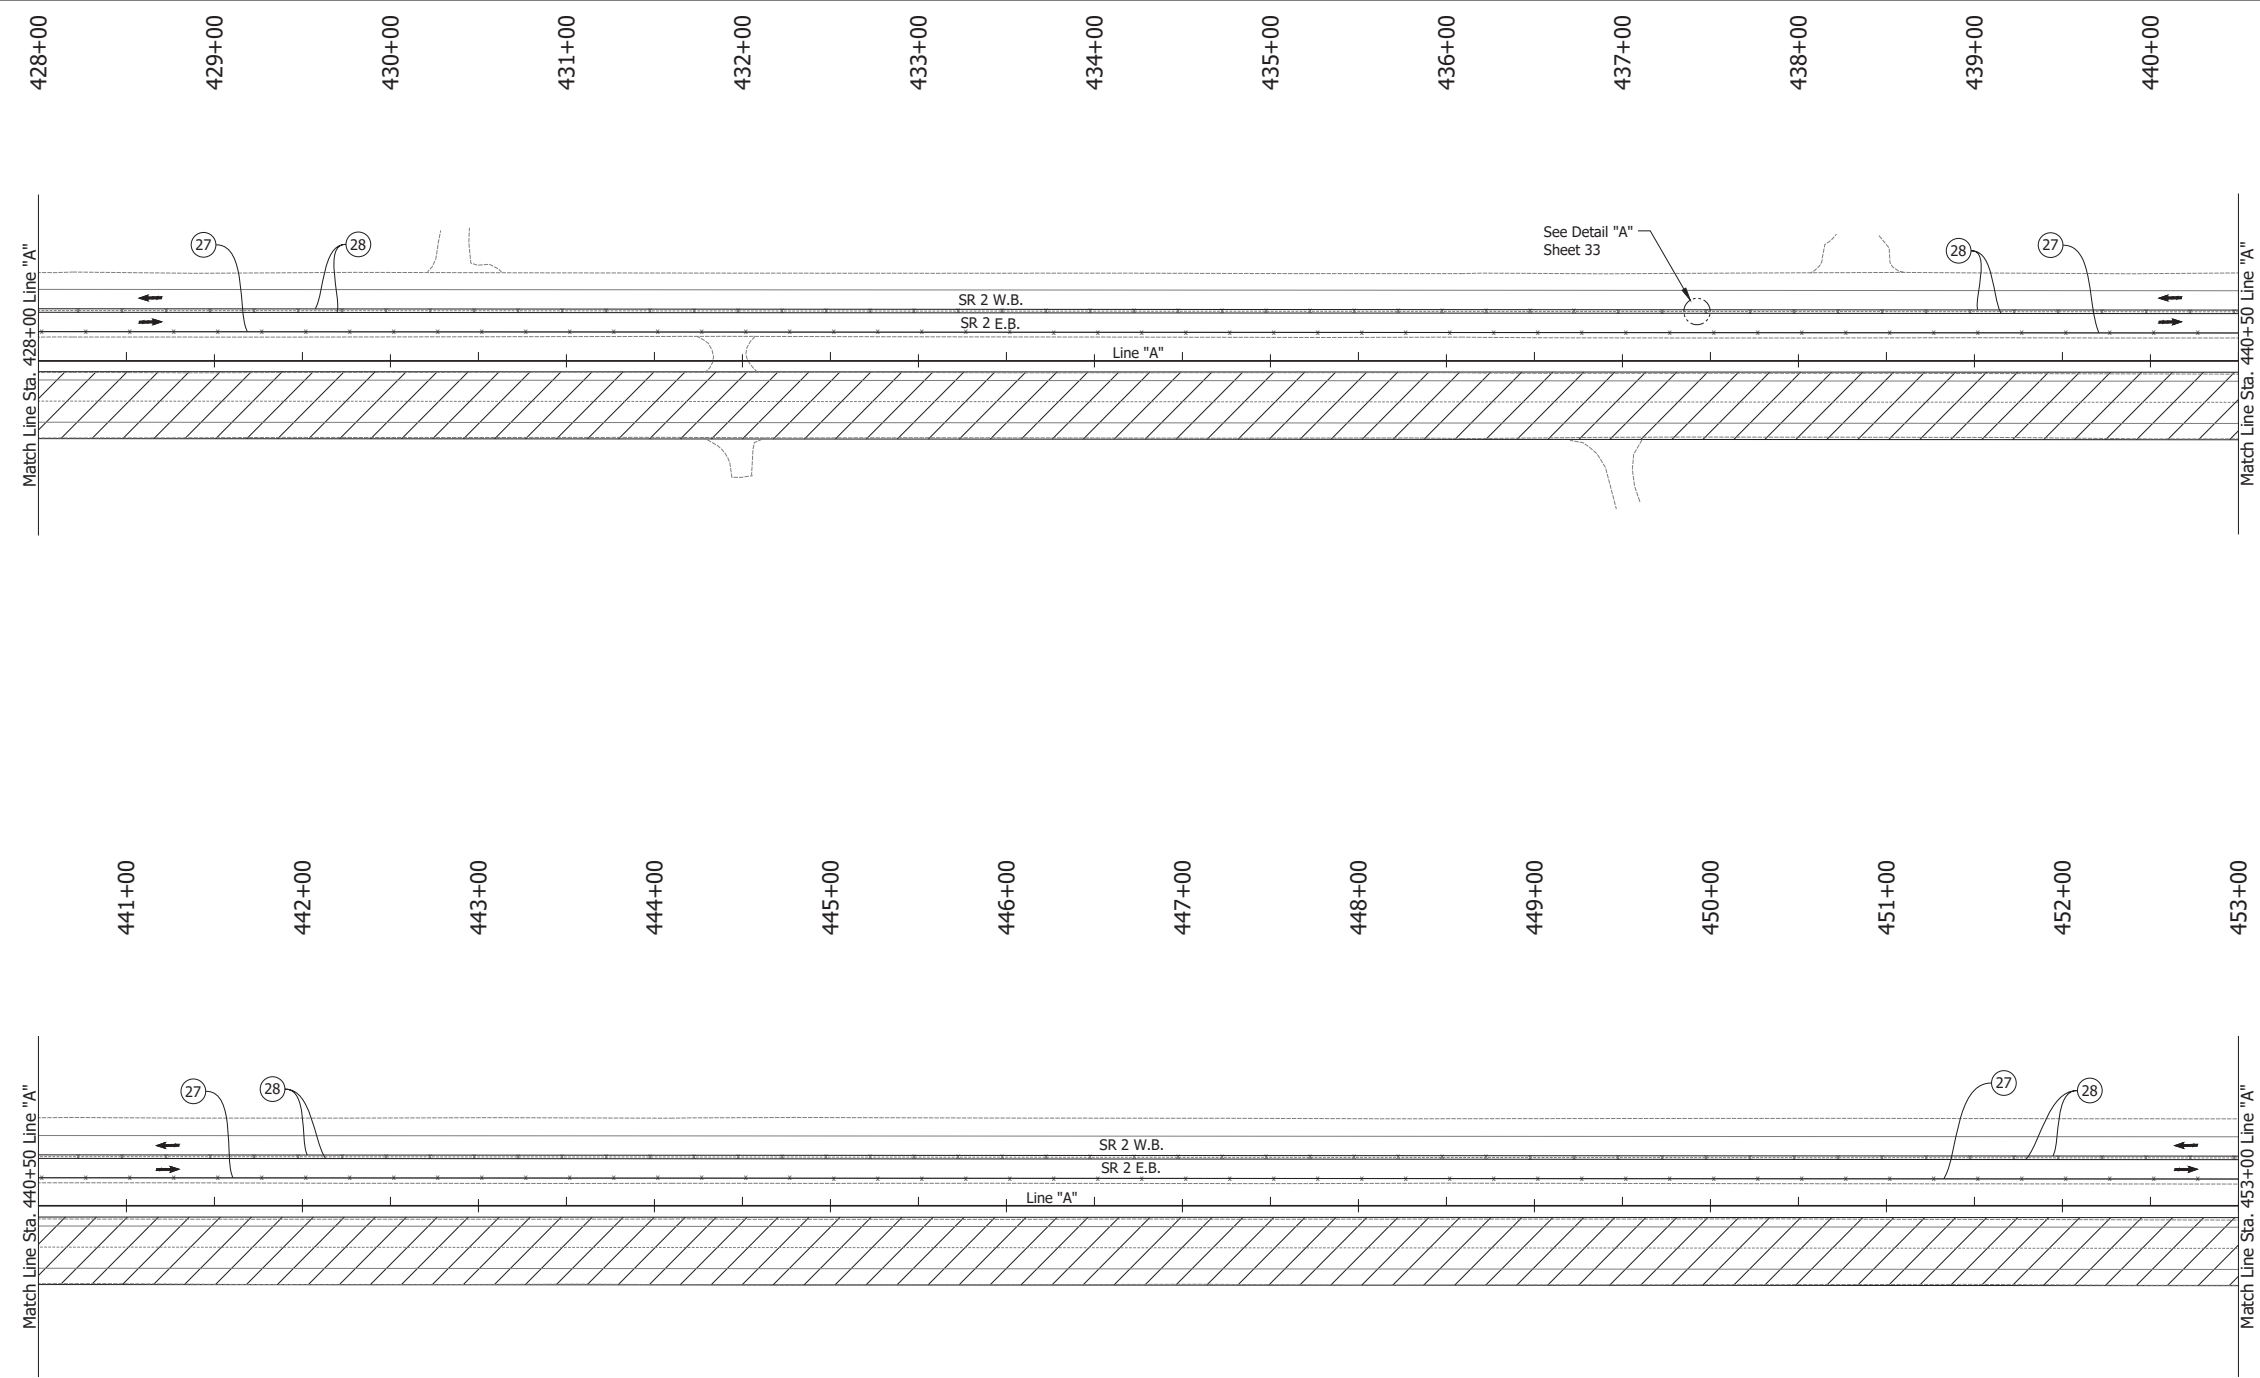 428+00
429+00
430+00
431+00
432+00
433+00
434+00
435+00
436+00
437+00
438+00
439+00
440+00
Match Line Sta. 428+00 Line "A"
27
28
See Detail "A"
Sheet 33
28
27
SR 2 W.B.
SR 2 E.B.
Line "A"
Match Line Sta. 440+50 Line "A"
441+00
442+00
443+00
444+00
445+00
446+00
447+00
448+00
449+00
450+00
451+00
452+00
453+00
Match Line Sta. 440+50 Line "A"
27
28
27
28
SR 2 W.B.
SR 2 E.B.
Line "A"
Match Line Sta. 453+00 Line "A"